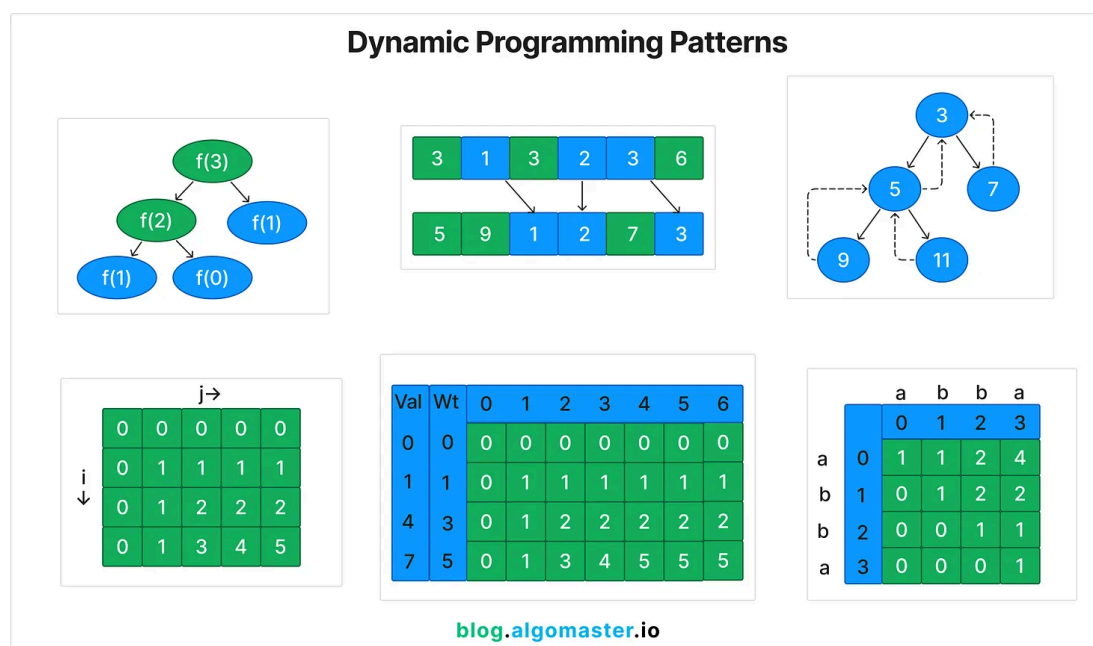 Dynamic Programming Patterns
f(3)
f(2)
f(1)
f(1)
f(0)
3 1 3 2 3 6
5 9 1 2 7 3
3
5
7
9
11
j→
i
↓
0 0 0 0 0
0 1 1 1 1
0 1 2 2 2
0 1 3 4 5
Val Wt 0 1 2 3 4 5 6
0 0 0 0 0 0 0 0 0
1 1 0 1 1 1 1 1 1
4 3 0 1 2 2 2 2 2
7 5 0 1 3 4 5 5 5
a b b a
0 1 2 3
a 0 1 1 2 4
b 1 0 1 2 2
b 2 0 0 1 1
a 3 0 0 0 1
blog.algomaster.io